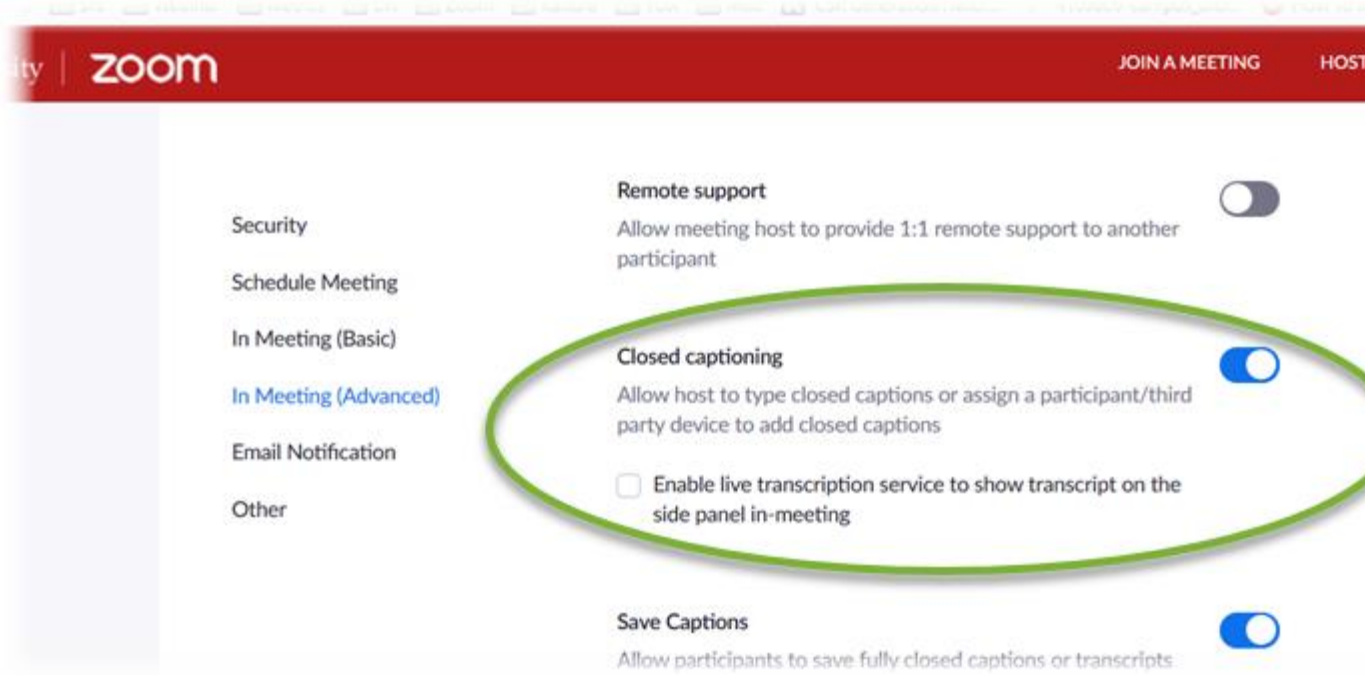 ity | zoom
JOIN A MEETING
HOST
Security
Schedule Meeting
In Meeting (Basic)
In Meeting (Advanced)
Email Notification
Other
Remote support
Allow meeting host to provide 1:1 remote support to another
participant
Closed captioning
Allow host to type closed captions or assign a participant/third
party device to add closed captions
Enable live transcription service to show transcript on the
side panel in-meeting
Save Captions
Allow participants to save fully closed captions or transcripts